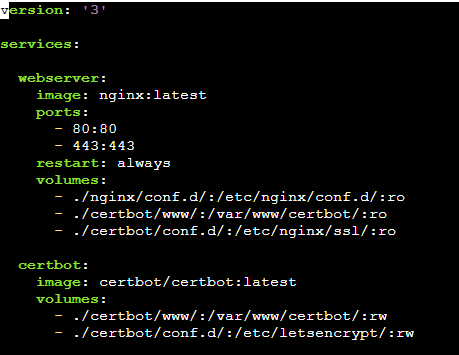 version: '3'

services:

  webserver:
    image: nginx:latest
    ports:
      - 80:80
      - 443:443
    restart: always
    volumes:
      - ./nginx/conf.d/:/etc/nginx/conf.d/:ro
      - ./certbot/www/:/var/www/certbot/:ro
      - ./certbot/conf.d/:/etc/nginx/ssl/:ro

  certbot:
    image: certbot/certbot:latest
    volumes:
      - ./certbot/www/:/var/www/certbot/:rw
      - ./certbot/conf.d/:/etc/letsencrypt/:rw